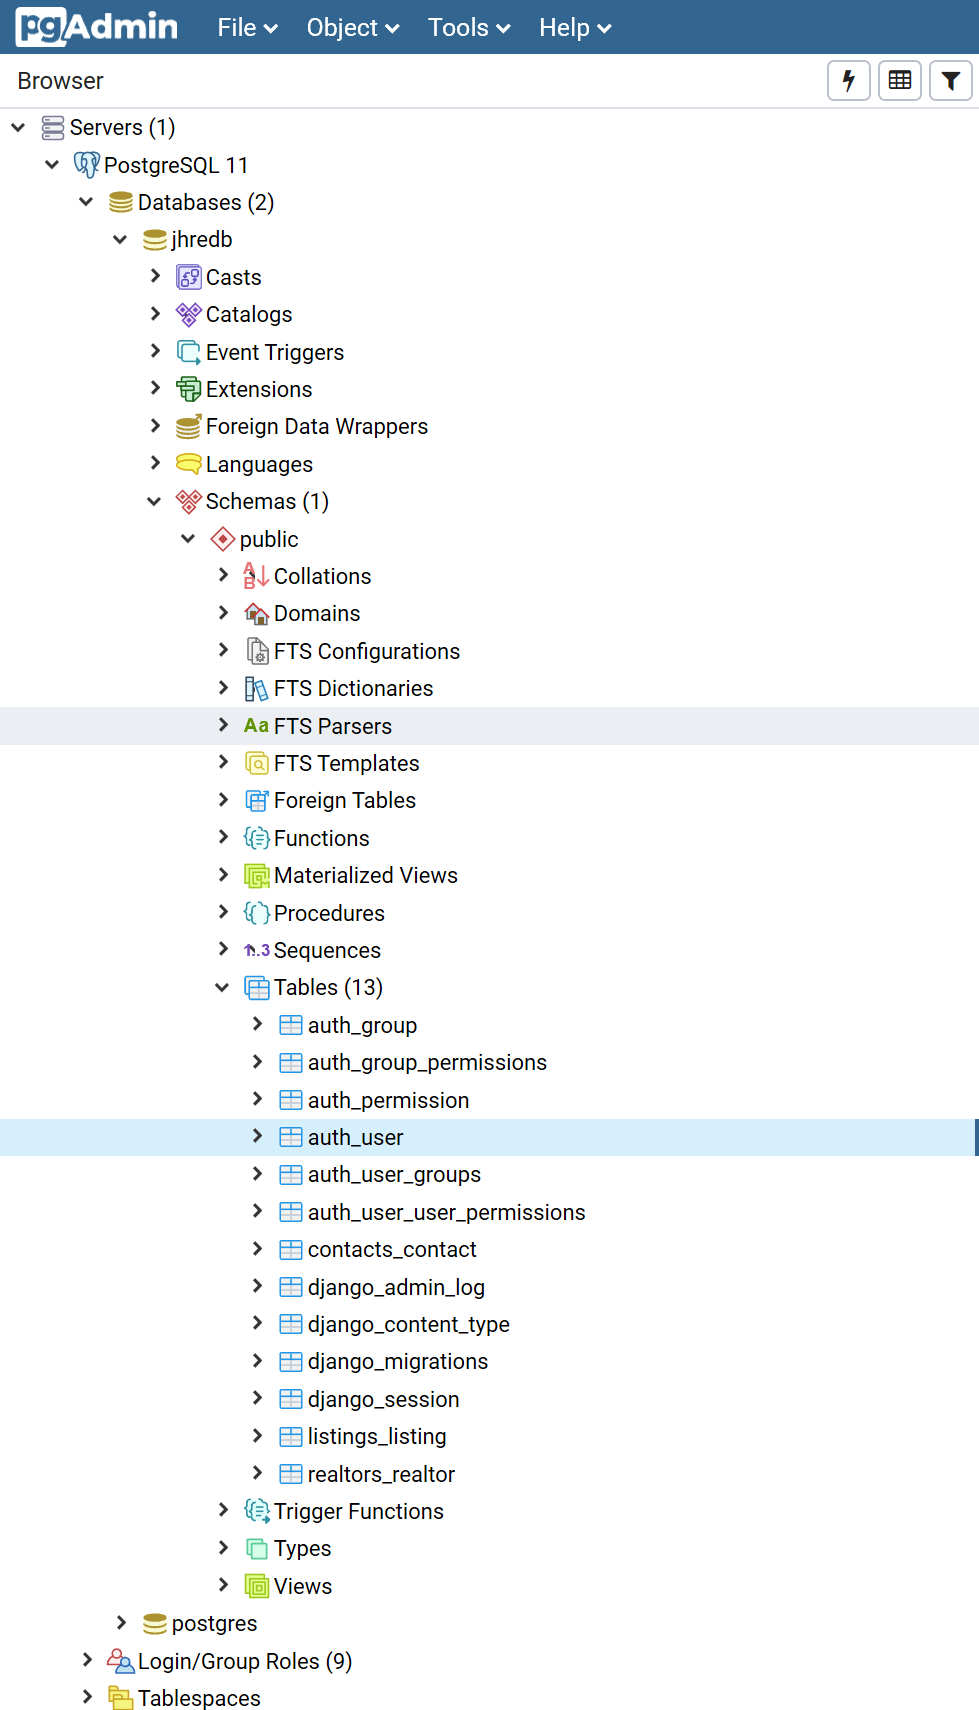 pgAdmin File Object Tools Help
Browser
Servers (1)
PostgreSQL 11
Databases (2)
jhredb
Casts
Catalogs
Event Triggers
Extensions
Foreign Data Wrappers
Languages
Schemas (1)
public
Collations
Domains
FTS Configurations
FTS Dictionaries
Aa FTS Parsers
FTS Templates
Foreign Tables
Functions
Materialized Views
Procedures
1..3 Sequences
Tables (13)
auth_group
auth_group_permissions
auth_permission
auth_user
auth_user_groups
auth_user_user_permissions
contacts_contact
django_admin_log
django_content_type
django_migrations
django_session
listings_listing
realtors_realtor
Trigger Functions
Types
Views
postgres
Login/Group Roles (9)
Tablespaces